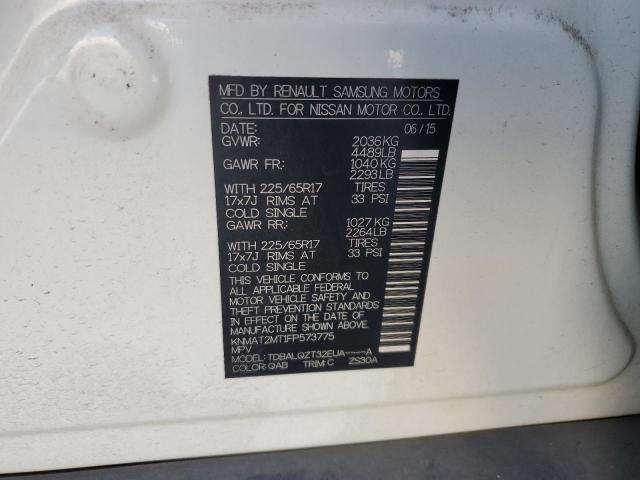 MFD BY RENAULT SAMSUNG MOTORS
CO., LTD. FOR NISSAN MOTOR CO., LTD.
DATE: 06/15
GVWR: 2036KG
4489LB
GAWR FR: 1040KG
2293LB
WITH 225/65R17 TIRES
17x7J RIMS AT 33 PSI
COLD SINGLE
GAWR RR: 1027KG
2264LB
WITH 225/65R17 TIRES
17x7J RIMS AT 33 PSI
COLD SINGLE
THIS VEHICLE CONFORMS TO
ALL APPLICABLE FEDERAL
MOTOR VEHICLE SAFETY AND
THEFT PREVENTION STANDARDS
IN EFFECT ON THE DATE OF
MANUFACTURE SHOWN ABOVE.
KNMAT2MT1FP573775
MPV
MODEL: TDBALQZT32EUA-----A
COLOR: QAB TRIM: C ZS30A